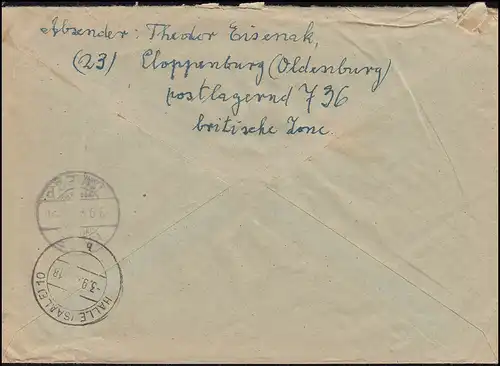 Absender: Theodor Eisenak,
(23) Cloppenburg (Oldenburg)
postlagernd 736
britische Zone
HALLE (SAALE) 10